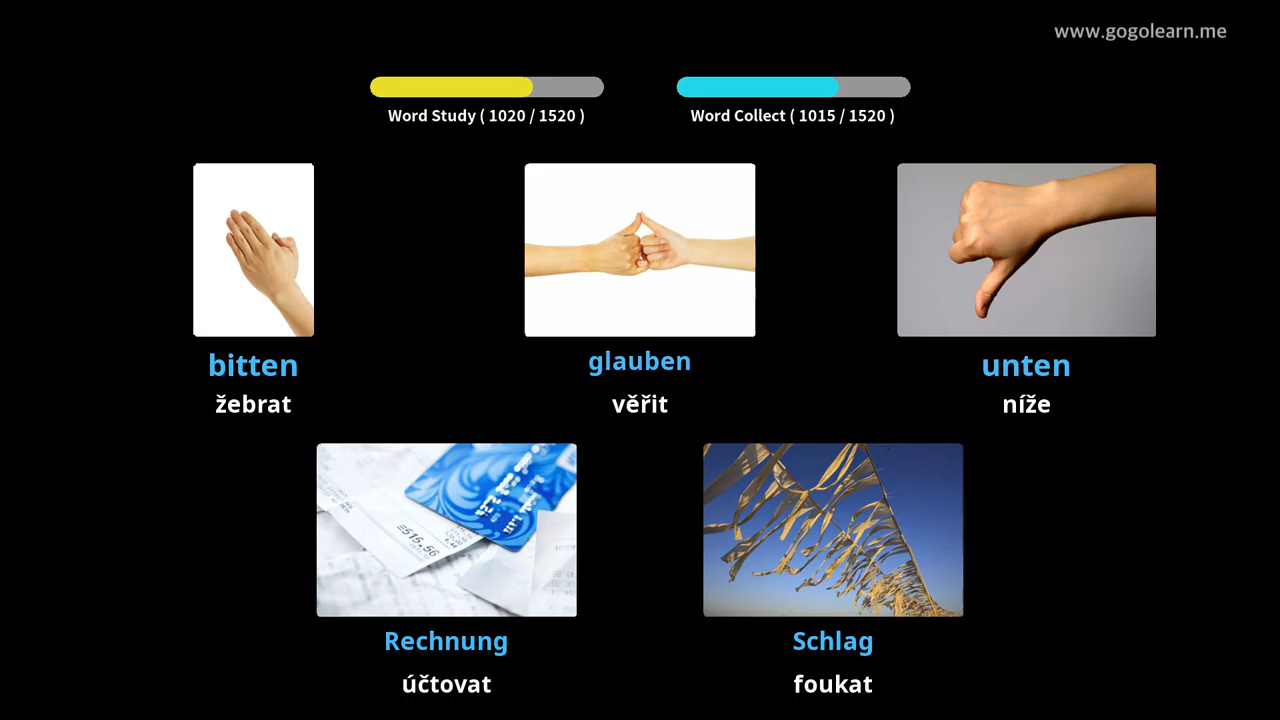 www.gogolearn.me
Word Study ( 1020 / 1520 )
Word Collect ( 1015 / 1520 )
bitten
glauben
unten
žebrat
věřit
níže
Rechnung
Schlag
účtovat
foukat